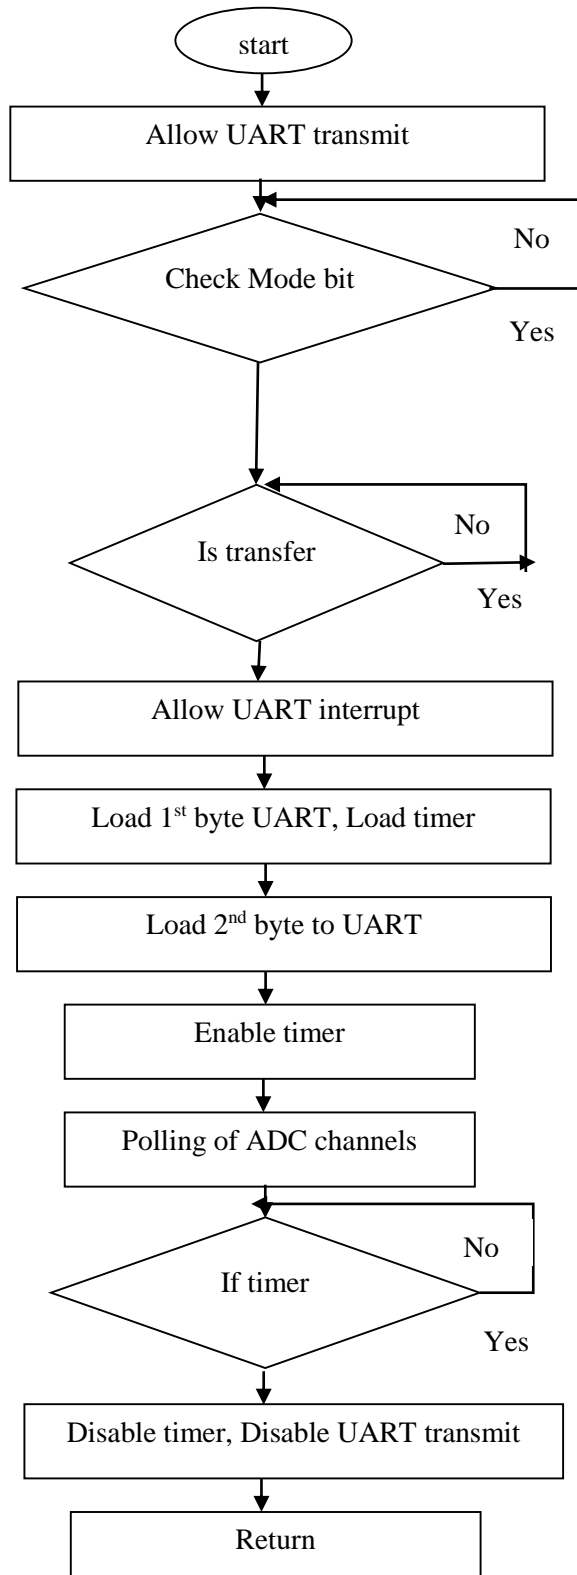 start
Allow UART transmit
No
Check Mode bit
Yes
No
Is transfer
Yes
Allow UART interrupt
Load 1st byte UART, Load timer
Load 2nd byte to UART
Enable timer
Polling of ADC channels
No
If timer
Yes
Disable timer, Disable UART transmit
Return